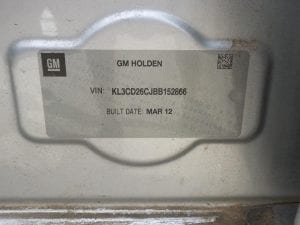 GM
GM HOLDEN
VIN: KL3CD26CJBB152866
BUILT DATE: MAR 12